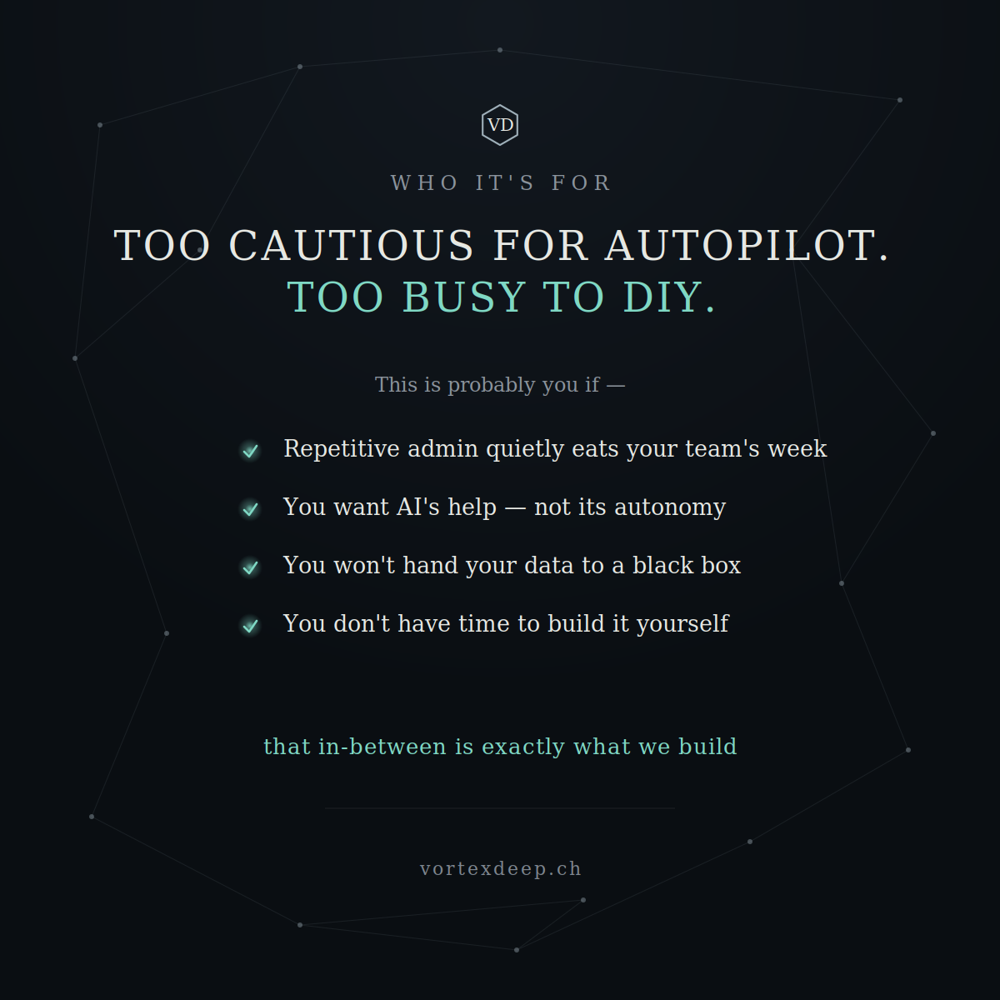 VD
WHO IT'S FOR
TOO CAUTIOUS FOR AUTOPILOT.
TOO BUSY TO DIY.
This is probably you if —
Repetitive admin quietly eats your team's week
You want AI's help — not its autonomy
You won't hand your data to a black box
You don't have time to build it yourself
that in-between is exactly what we build
vortexdeep.ch